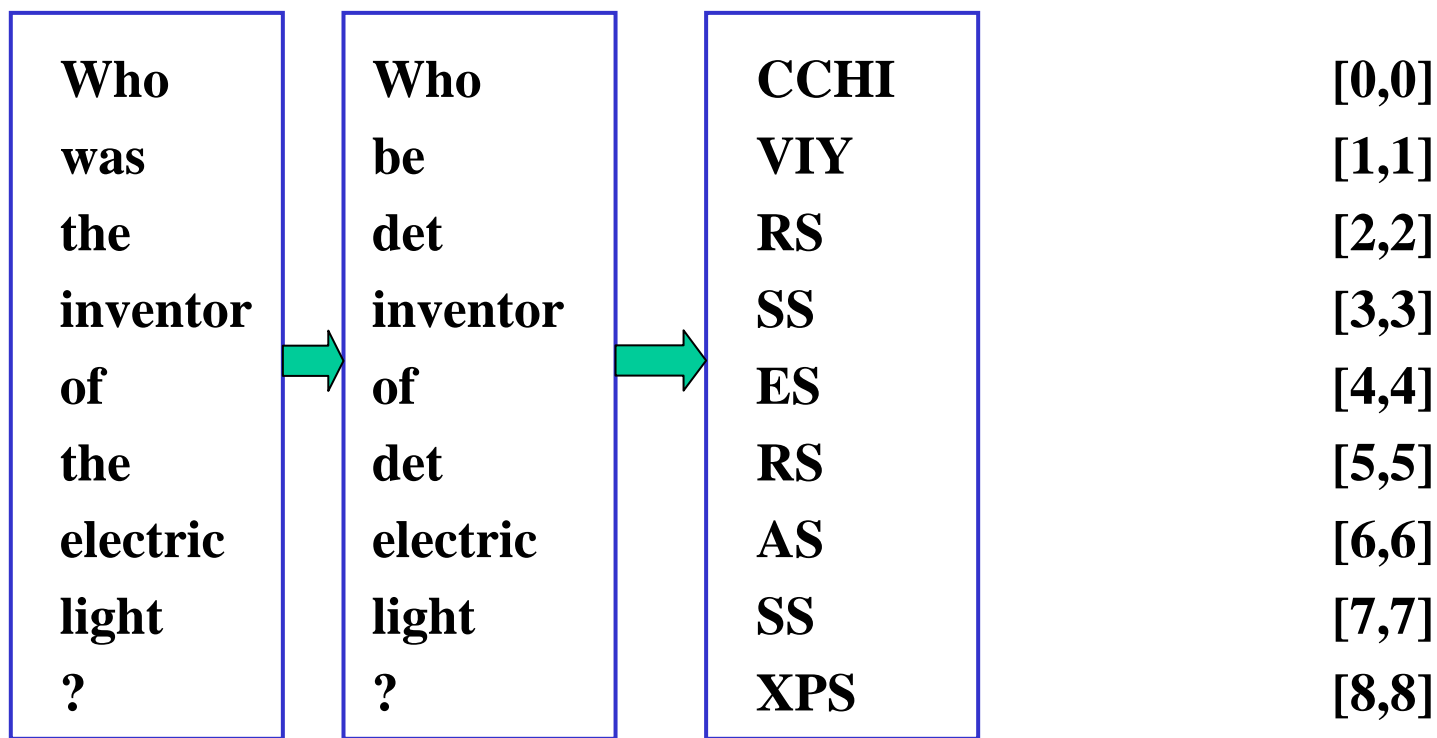 Who Who CCHI [0,0]
was be VIY [1,1]
the det RS [2,2]
inventor inventor SS [3,3]
of of ES [4,4]
the det RS [5,5]
electric electric AS [6,6]
light light SS [7,7]
? ? XPS [8,8]